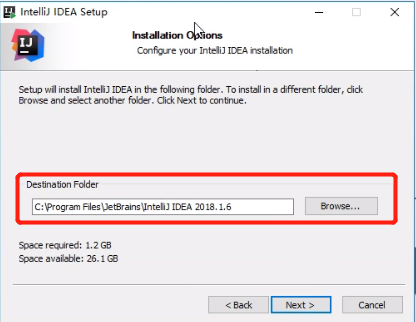 IntelliJ IDEA Setup
IJ
Installation Options
Configure your IntelliJ IDEA installation
Setup will install IntelliJ IDEA in the following folder. To install in a different folder, click
Browse and select another folder. Click Next to continue.
Destination Folder
C:\Program Files\JetBrains\IntelliJ IDEA 2018.1.6
Browse...
Space required: 1.2 GB
Space available: 26.1 GB
< Back
Next >
Cancel